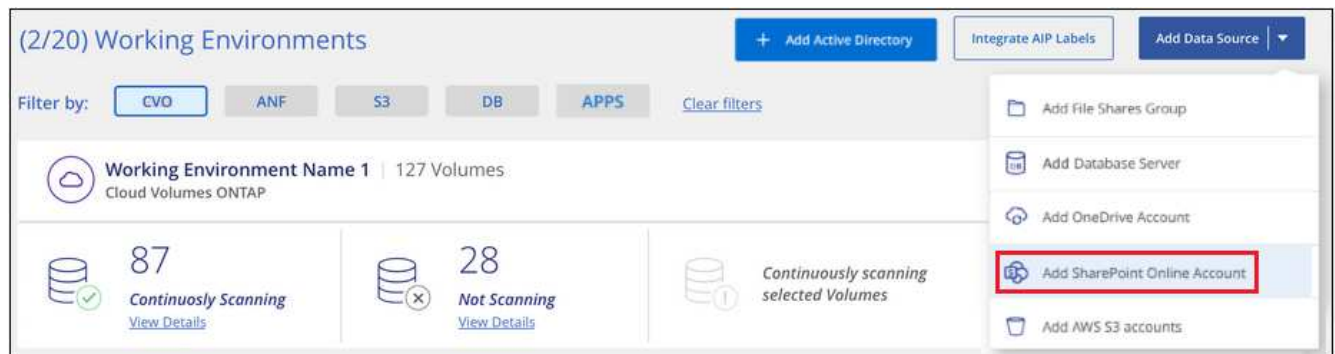 (2/20) Working Environments
+ Add Active Directory
Integrate AIP Labels
Add Data Source
Filter by:
CVO
ANF
S3
DB
APPS
Clear filters
Working Environment Name 1 | 127 Volumes
Cloud Volumes ONTAP
87
Continuosly Scanning
View Details
28
Not Scanning
View Details
Continuously scanning
selected Volumes
Add File Shares Group
Add Database Server
Add OneDrive Account
Add SharePoint Online Account
Add AWS S3 accounts